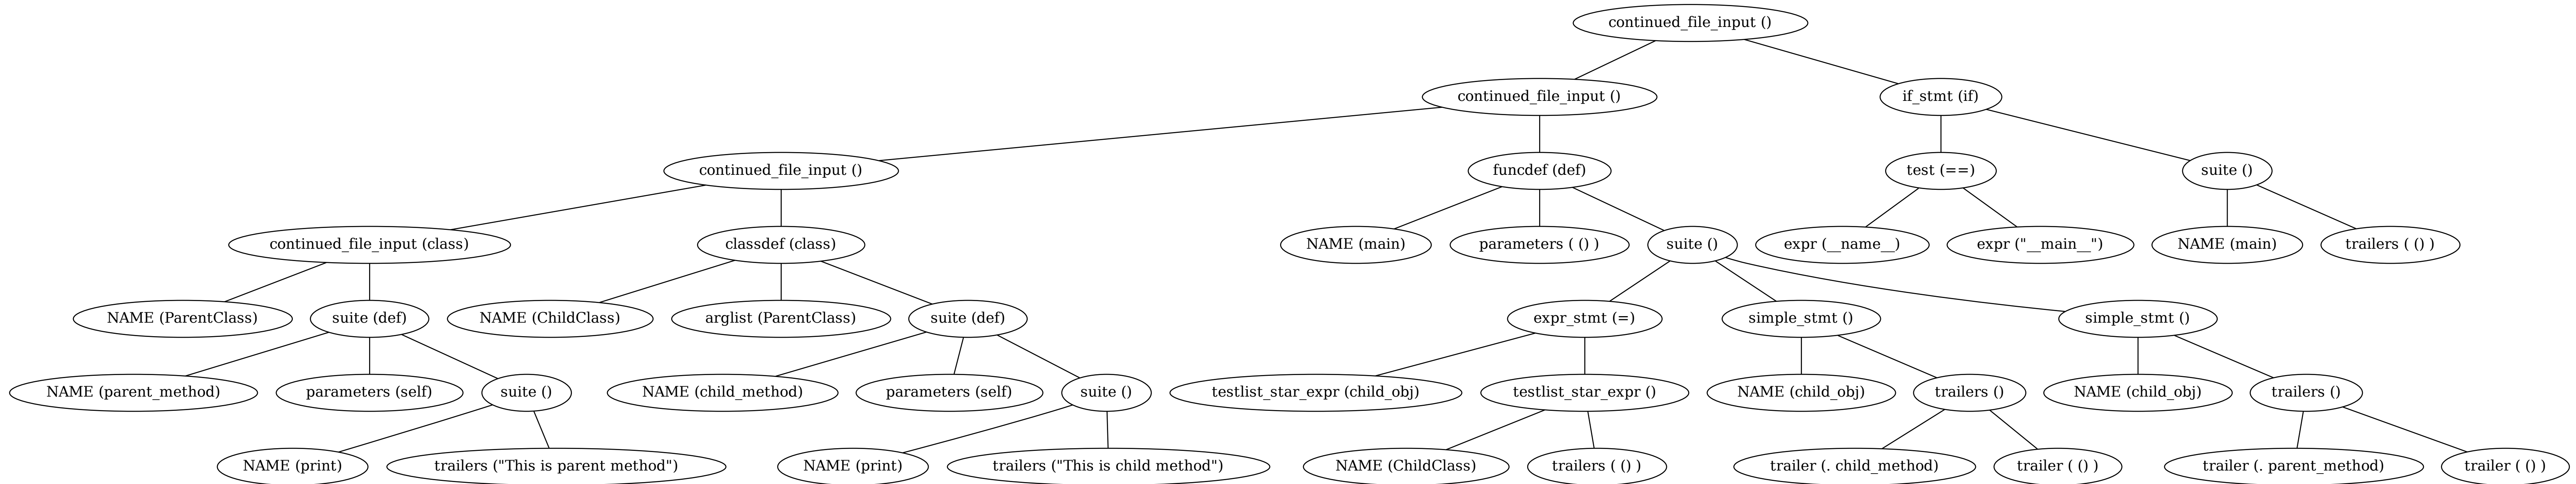 continued_file_input ()
continued_file_input ()
if_stmt (if)
continued_file_input ()
funcdef (def)
test (==)
suite ()
continued_file_input (class)
classdef (class)
NAME (main)
parameters ( () )
suite ()
expr (__name__)
expr ("__main__")
NAME (main)
trailers ( () )
NAME (ParentClass)
suite (def)
NAME (ChildClass)
arglist (ParentClass)
suite (def)
expr_stmt (=)
simple_stmt ()
simple_stmt ()
NAME (parent_method)
parameters (self)
suite ()
NAME (child_method)
parameters (self)
suite ()
testlist_star_expr (child_obj)
testlist_star_expr ()
NAME (child_obj)
trailers ()
NAME (child_obj)
trailers ()
NAME (print)
trailers ("This is parent method")
NAME (print)
trailers ("This is child method")
NAME (ChildClass)
trailers ( () )
trailer (. child_method)
trailer ( () )
trailer (. parent_method)
trailer ( () )